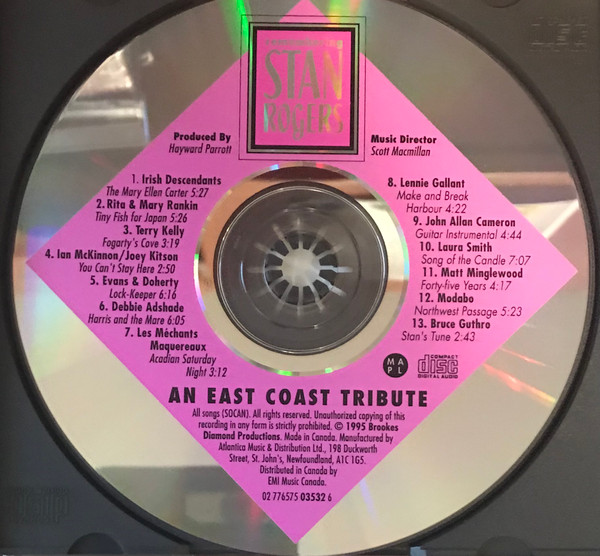 STAN
ROGERS
Produced By
Hayward Parrott
Music Director
Scott Macmillan
1. Irish Descendants
The Mary Ellen Carter 5:27
2. Rita & Mary Rankin
Tiny Fish for Japan 5:26
3. Terry Kelly
Fogarty's Cove 3:19
4. Ian McKinnon/Joey Kitson
You Can't Stay Here 2:50
5. Evans & Doherty
Lock-Keeper 6:16
6. Debbie Adshade
Harris and the Mare 6:05
7. Les Méchants
Maquereaux
Acadian Saturday
Night 3:12
8. Lennie Gallant
Make and Break
Harbour 4:22
9. John Allan Cameron
Guitar Instrumental 4:44
10. Laura Smith
Song of the Candle 7:07
11. Matt Minglewood
Forty-five Years 4:17
12. Modabo
Northwest Passage 5:23
13. Bruce Guthro
Stan's Tune 2:43
M A
P L
COMPACT
disc
DIGITAL AUDIO
AN EAST COAST TRIBUTE
All songs (SOCAN). All rights reserved. Unauthorized copying of this
recording in any form is strictly prohibited. © 1995 Brookes
Diamond Productions. Made in Canada. Manufactured by
Atlantica Music & Distribution Ltd., 198 Duckworth
Street, St. John's, Newfoundland, A1C 1G5.
Distributed in Canada by
EMI Music Canada.
02 776575 03532 6